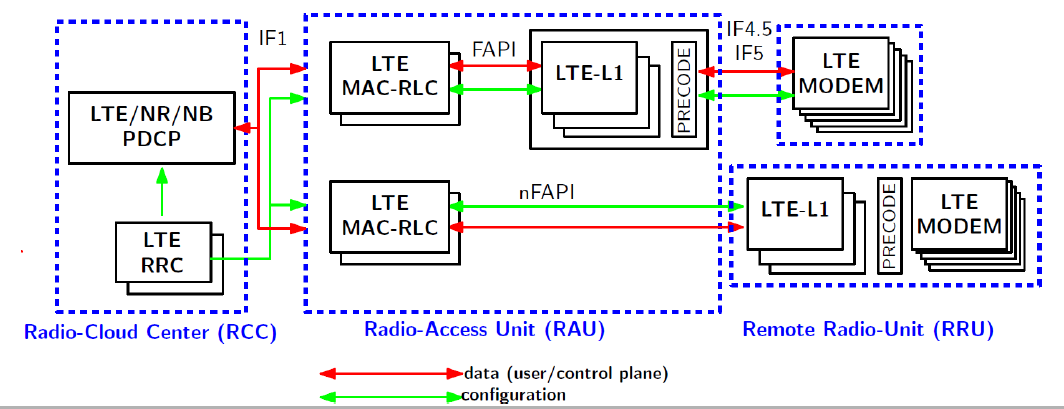 IF1
LTE/NR/NB
PDCP
LTE
RRC
Radio-Cloud Center (RCC)
LTE
MAC-RLC
FAPI
LTE-L1
PRECODE
LTE
MAC-RLC
nFAPI
Radio-Access Unit (RAU)
IF4.5
IF5
LTE
MODEM
LTE-L1
PRECODE
LTE
MODEM
Remote Radio-Unit (RRU)
data (user/control plane)
configuration